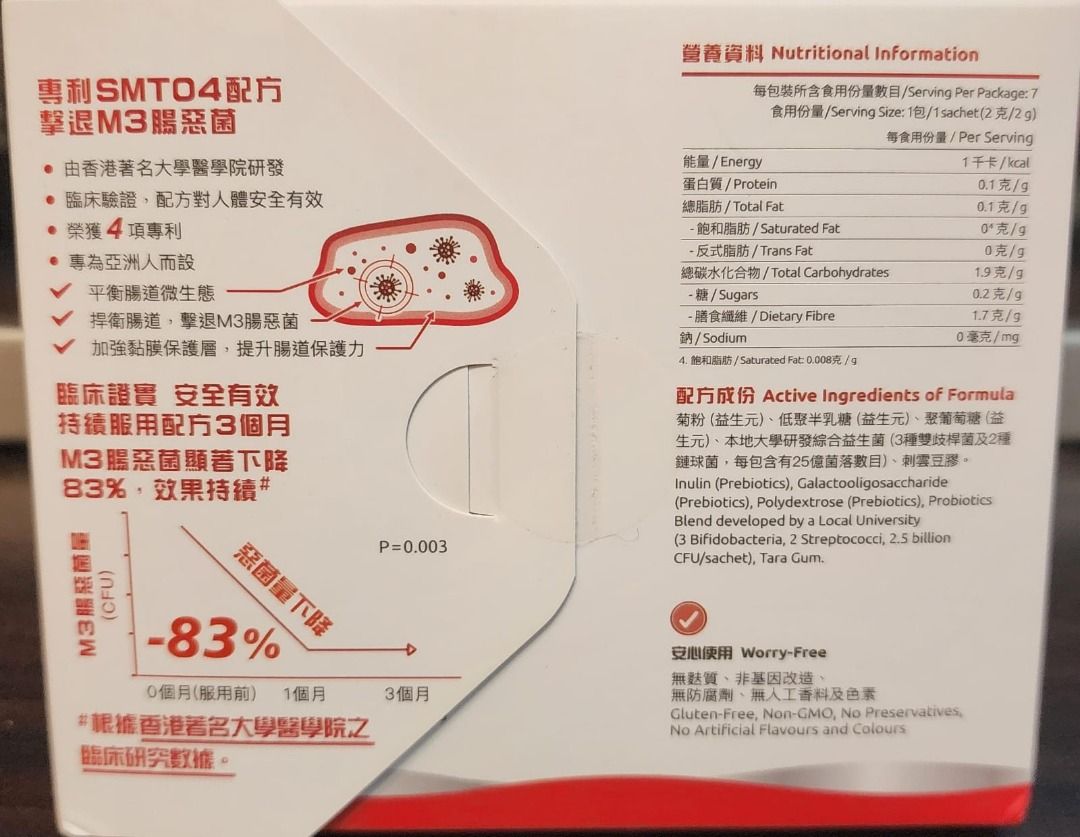 專利SMT04配方
擊退M3腸惡菌
• 由香港著名大學醫學院研發
• 臨床驗證，配方對人體安全有效
• 榮獲4項專利
• 專為亞洲人而設
✓ 平衡腸道微生態
✓ 捍衛腸道，擊退M3腸惡菌
✓ 加強黏膜保護層，提升腸道保護力
臨床證實 安全有效
持續服用配方3個月
M3腸惡菌顯著下降
83%，效果持續#
P=0.003
M3腸惡菌量
(CFU)
惡菌量下降
-83%
0個月(服用前) 1個月 3個月
#根據香港著名大學醫學院之
臨床研究數據。
營養資料 Nutritional Information
每包裝所含食用份量數目/Serving Per Package: 7
食用份量/Serving Size: 1包/1sachet(2 克/2 g)
每食用份量 / Per Serving
能量 / Energy 1 千卡 / kcal
蛋白質 / Protein 0.1 克 / g
總脂肪 / Total Fat 0.1 克 / g
- 飽和脂肪 / Saturated Fat 0⁴ 克 / g
- 反式脂肪 / Trans Fat 0 克 / g
總碳水化合物 / Total Carbohydrates 1.9 克 / g
- 糖 / Sugars 0.2 克 / g
- 膳食纖維 / Dietary Fibre 1.7 克 / g
鈉 / Sodium 0 毫克 / mg
4. 飽和脂肪 / Saturated Fat: 0.008克 / g
配方成份 Active Ingredients of Formula
菊粉 (益生元)、低聚半乳糖 (益生元)、聚葡萄糖 (益
生元)、本地大學研發綜合益生菌 (3種雙歧桿菌及2種
鏈球菌，每包含有25億菌落數目)、刺雲豆膠。
Inulin (Prebiotics), Galactooligosaccharide
(Prebiotics), Polydextrose (Prebiotics), Probiotics
Blend developed by a Local University
(3 Bifidobacteria, 2 Streptococci, 2.5 billion
CFU/sachet), Tara Gum.
安心使用 Worry-Free
無麩質、非基因改造、
無防腐劑、無人工香料及色素
Gluten-Free, Non-GMO, No Preservatives,
No Artificial Flavours and Colours